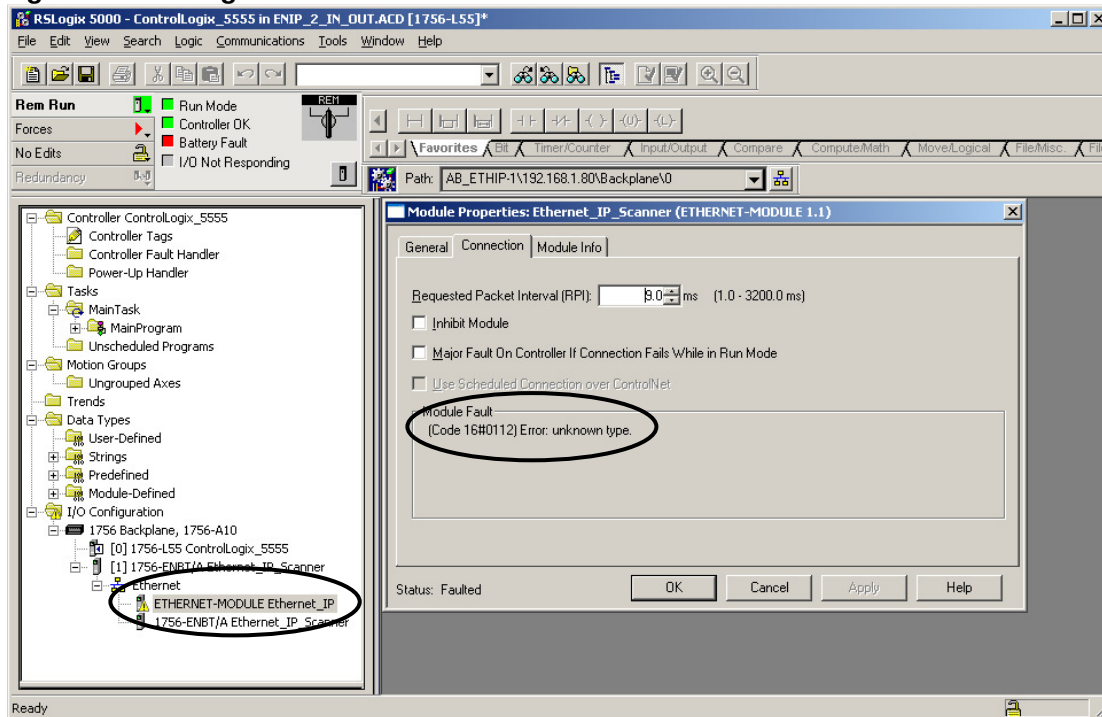 RSLogix 5000 - ControlLogix_5555 in ENIP_2_IN_OUT.ACD [1756-L55]*
File Edit View Search Logic Communications Tools Window Help
Rem Run
Run Mode
REM
Forces
Controller OK
No Edits
Battery Fault
Redundancy
I/O Not Responding
Favorites Bit Timer/Counter Input/Output Compare Compute/Math Move/Logical File/Misc.
Path: AB_ETHIP-1\192.168.1.80\Backplane\0
Controller ControlLogix_5555
Controller Tags
Controller Fault Handler
Power-Up Handler
Tasks
MainTask
MainProgram
Unscheduled Programs
Motion Groups
Ungrouped Axes
Trends
Data Types
User-Defined
Strings
Predefined
Module-Defined
I/O Configuration
1756 Backplane, 1756-A10
[0] 1756-L55 ControlLogix_5555
[1] 1756-ENBT/A Ethernet_IP_Scanner
Ethernet
ETHERNET-MODULE Ethernet_IP
1756-ENBT/A Ethernet_IP_Scanner
Module Properties: Ethernet_IP_Scanner (ETHERNET-MODULE 1.1)
General Connection Module Info
Requested Packet Interval (RPI): 9.0 ms (1.0 - 3200.0 ms)
Inhibit Module
Major Fault On Controller If Connection Fails While in Run Mode
Use Scheduled Connection over ControlNet
Module Fault
(Code 16#0112) Error: unknown type.
Status: Faulted
OK Cancel Apply Help
Ready